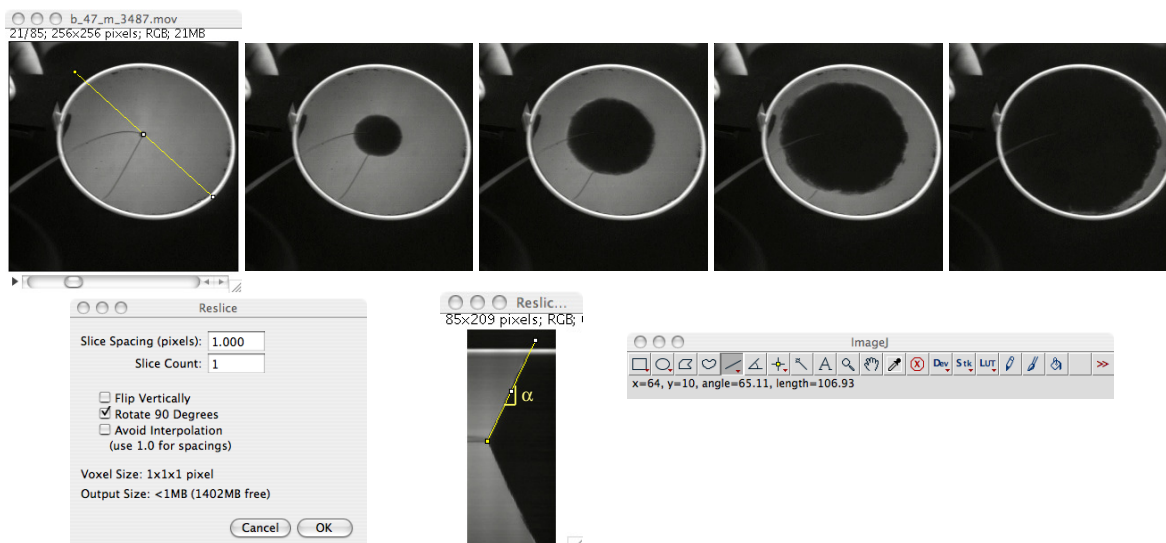 b_47_m_3487.mov
21/85; 256x256 pixels; RGB; 21MB
Reslice
Slice Spacing (pixels): 1.000
Slice Count: 1
Flip Vertically
Rotate 90 Degrees
Avoid Interpolation
(use 1.0 for spacings)
Voxel Size: 1x1x1 pixel
Output Size: <1MB (1402MB free)
Cancel OK
Reslic...
85x209 pixels; RGB;
α
ImageJ
A Dev Stk LUT >>
x=64, y=10, angle=65.11, length=106.93